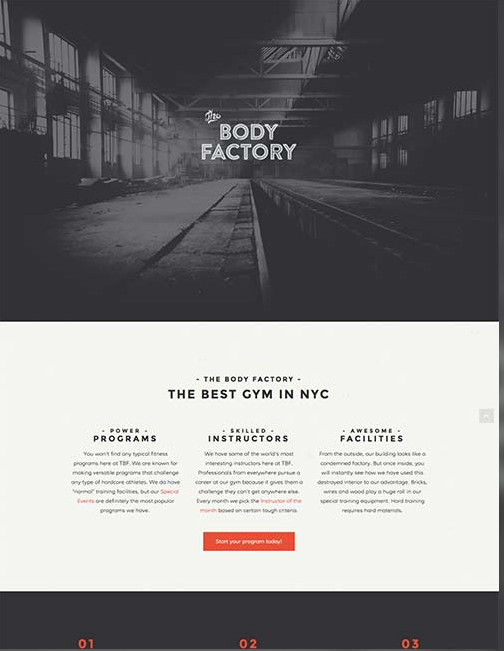 The
BODY
FACTORY
- THE BODY FACTORY -
THE BEST GYM IN NYC
- POWER -
PROGRAMS
You won't find any typical fitness
programs here at TBF. We are known for
making versatile programs that challenge
any type of hardcore athletes. We do have
"normal" training facilities, but our Special
Events are definitely the most popular
programs we have.
- SKILLED -
INSTRUCTORS
We have some of the world's most
interesting instructors here at TBF.
Professionals from everywhere pursue a
career at our gym because it gives them a
challenge they can't get anywhere else.
Every month we pick the Instructor of the
month based on certain tough criteria.
- AWESOME -
FACILITIES
From the outside, our building looks like a
condemned factory. But once inside, you
will instantly see how we have used this
destroyed interior to our advantage. Bricks,
wires and wood play a huge roll in our
special training equipment. Hard training
requires hard materials.
Start your program today!
01
02
03